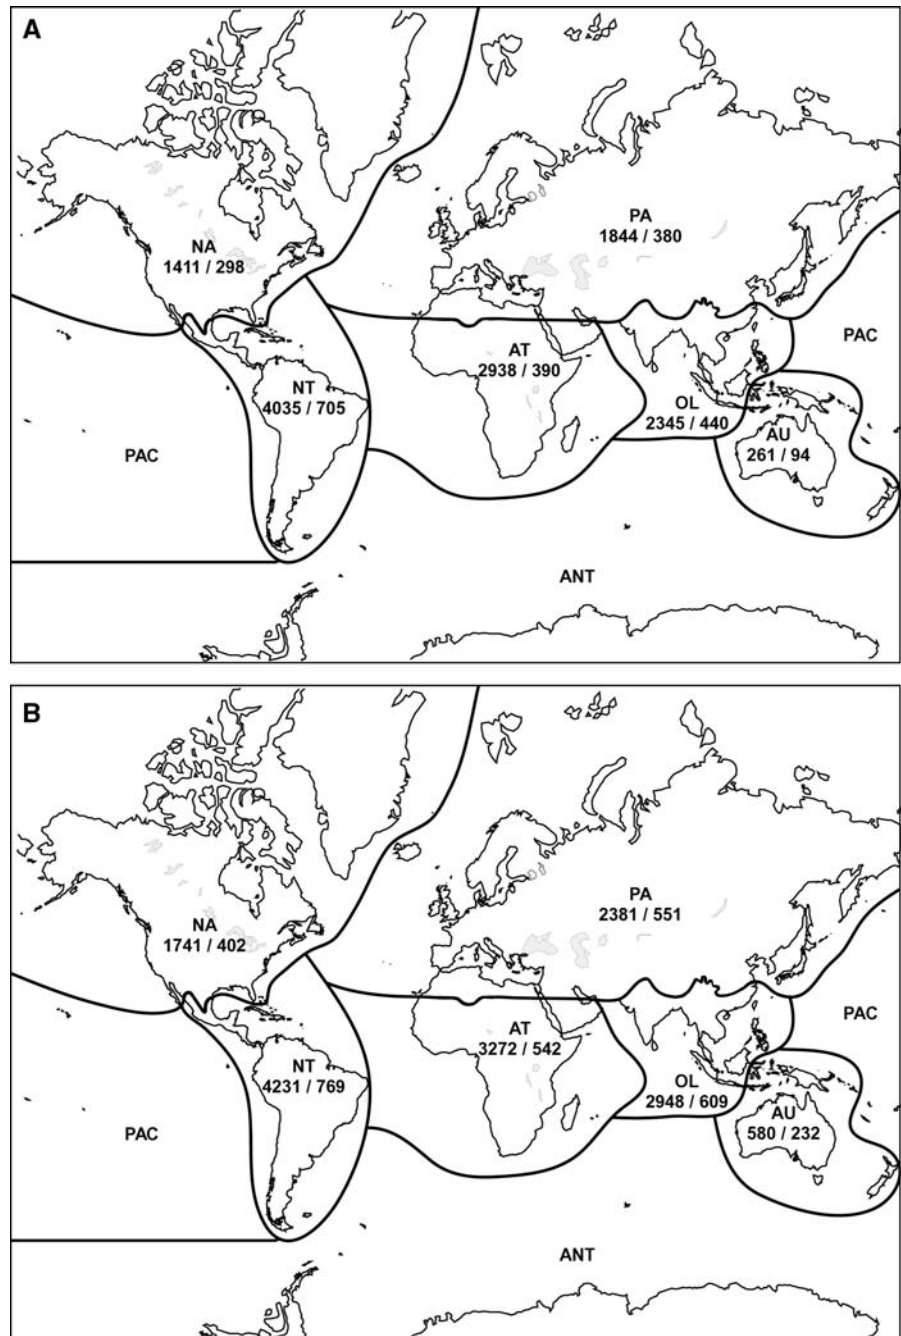 A
NA
1411 / 298
PA
1844 / 380
AT
2938 / 390
PAC
NT
4035 / 705
OL
2345 / 440
AU
261 / 94
PAC
ANT
B
NA
1741 / 402
PA
2381 / 551
AT
3272 / 542
PAC
NT
4231 / 769
OL
2948 / 609
AU
580 / 232
PAC
ANT